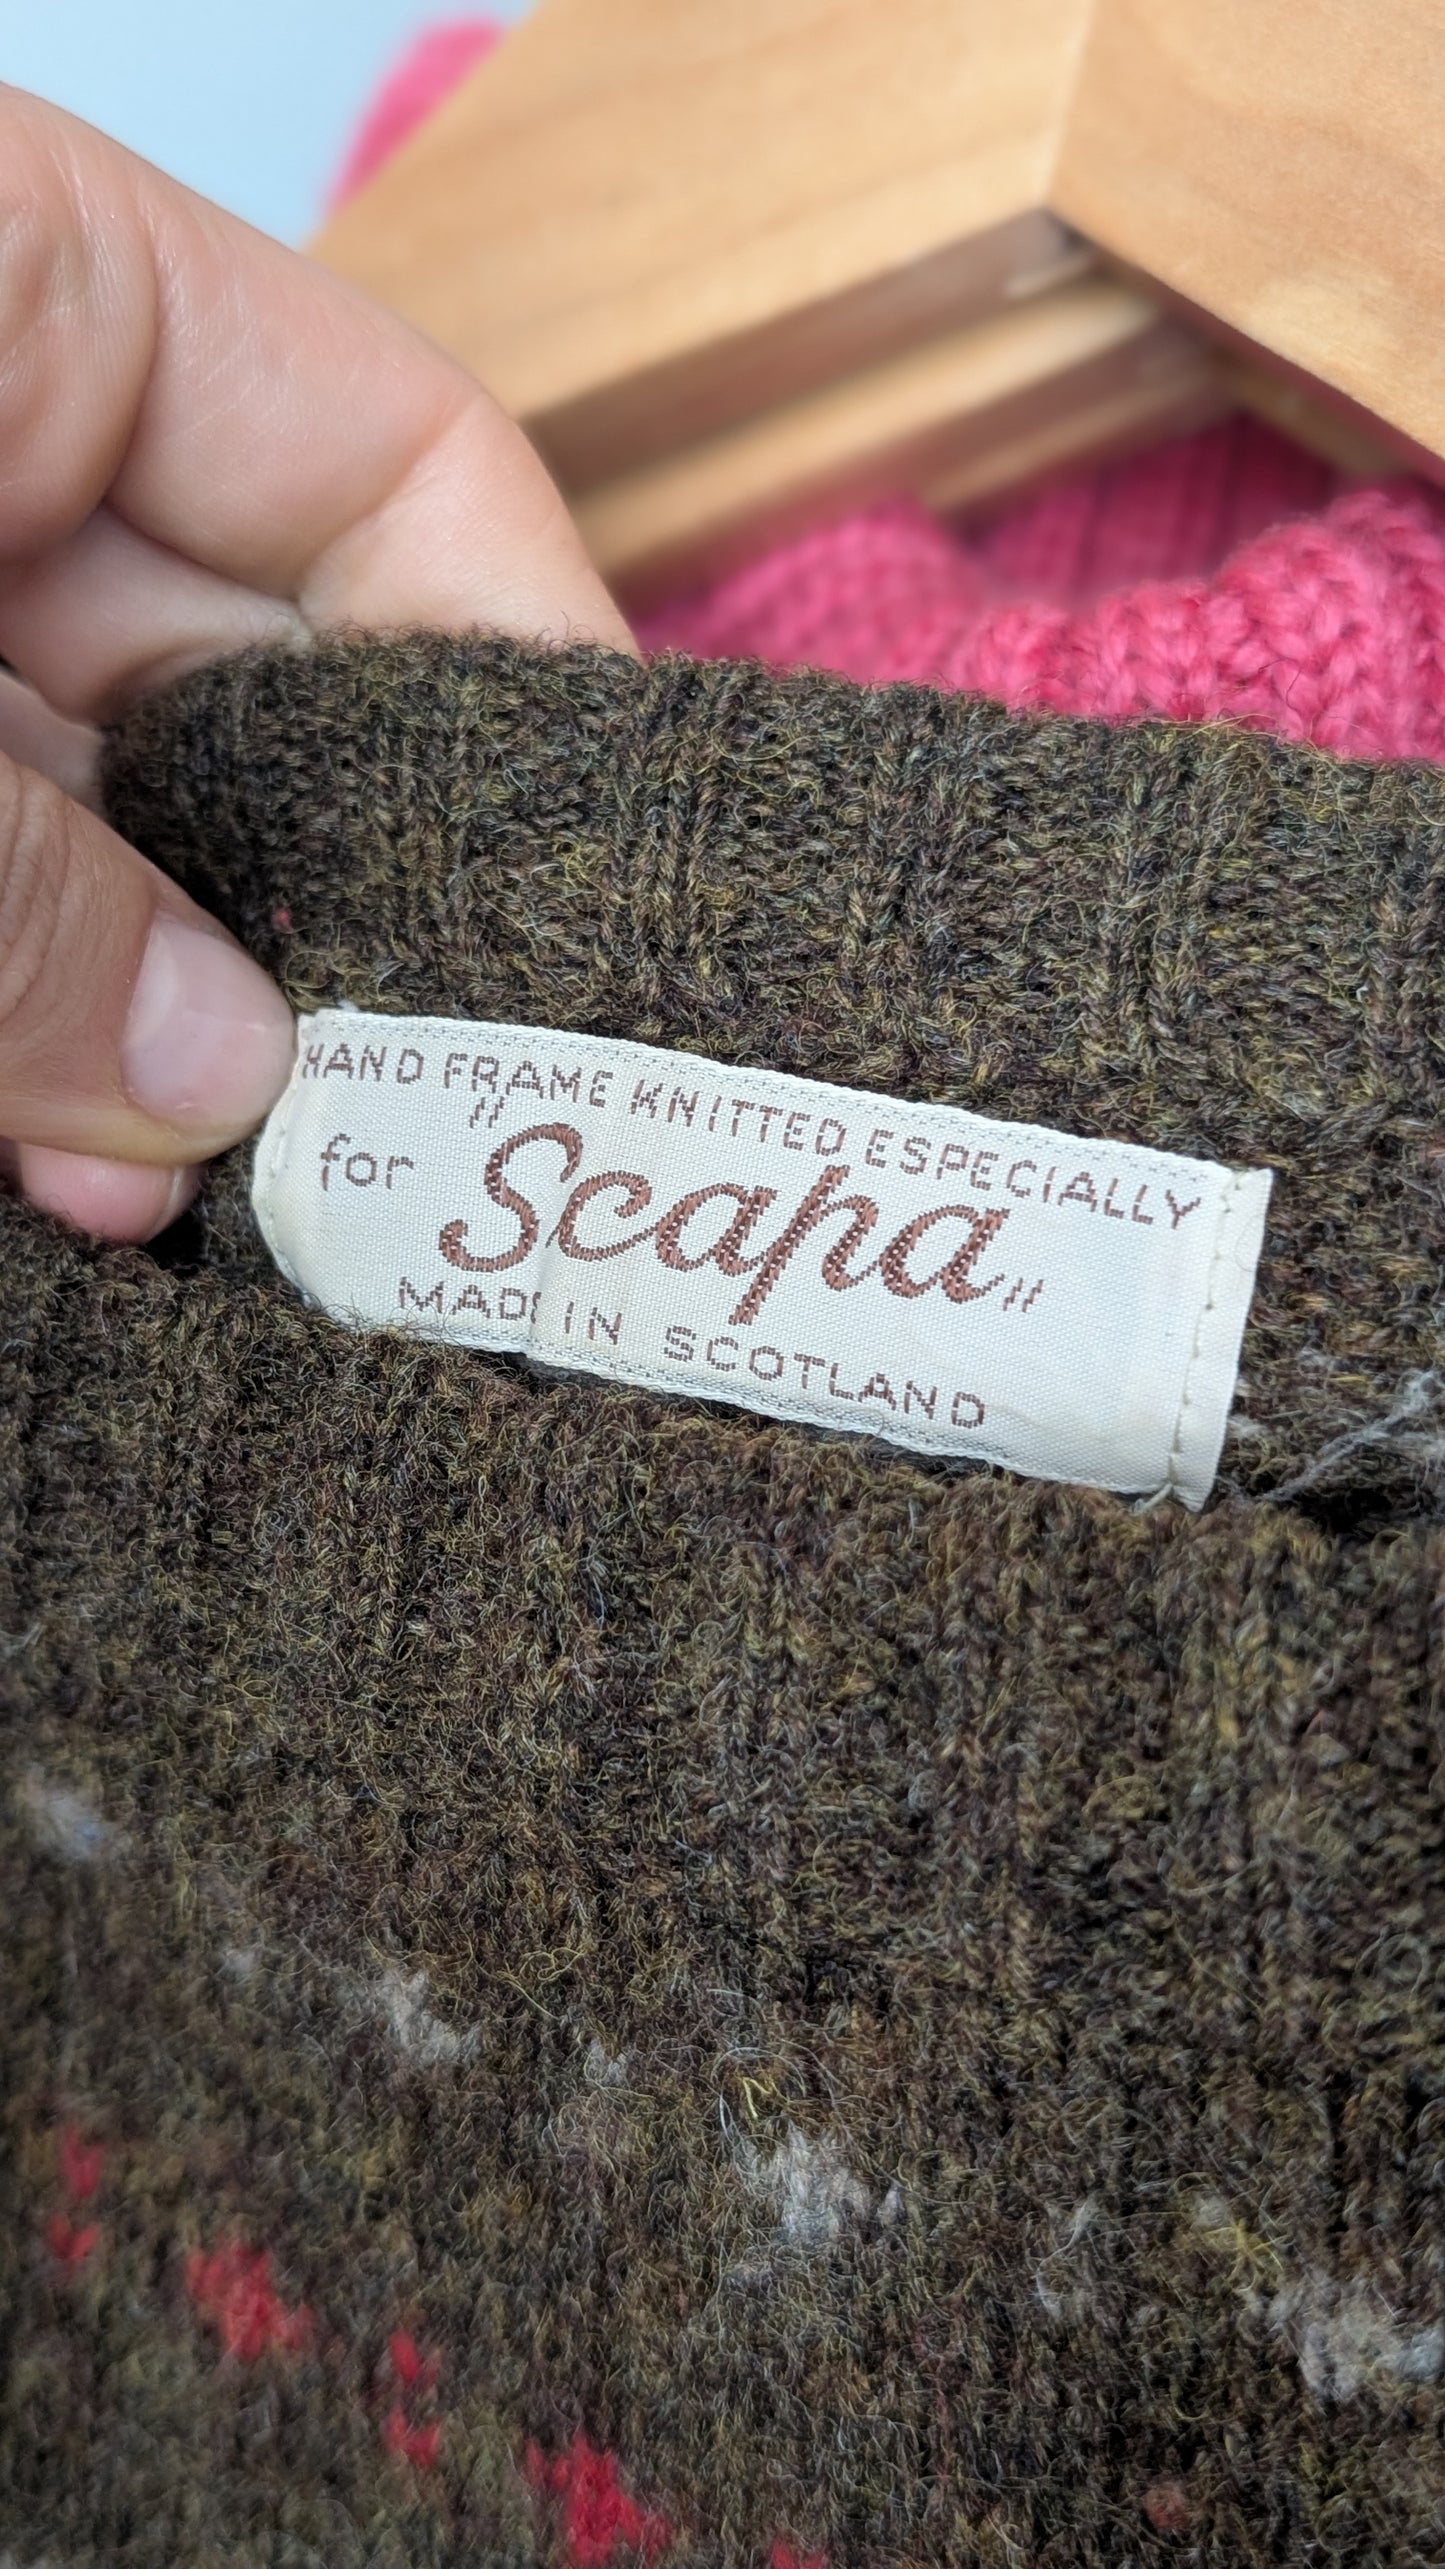 HAND FRAME KNITTED ESPECIALLY
for "Scapa"
MADE IN SCOTLAND